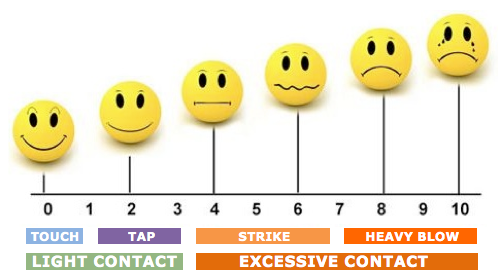 0 1 2 3 4 5 6 7 8 9 10
TOUCH TAP STRIKE HEAVY BLOW
LIGHT CONTACT EXCESSIVE CONTACT